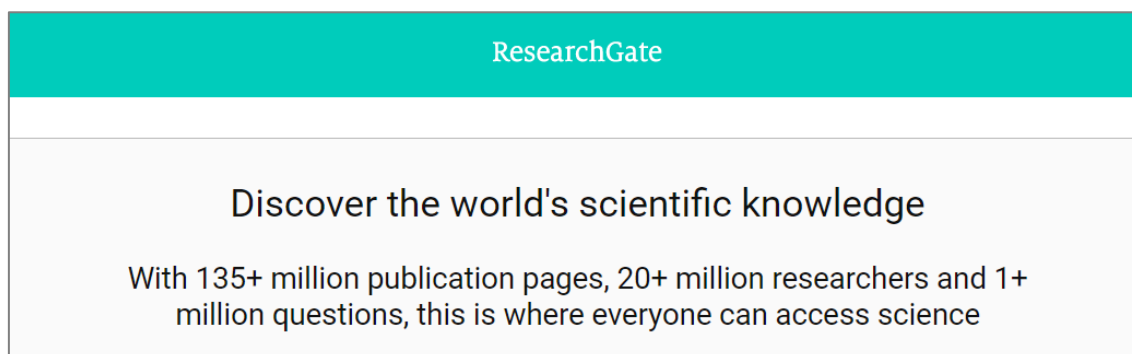 ResearchGate
Discover the world's scientific knowledge
With 135+ million publication pages, 20+ million researchers and 1+
million questions, this is where everyone can access science